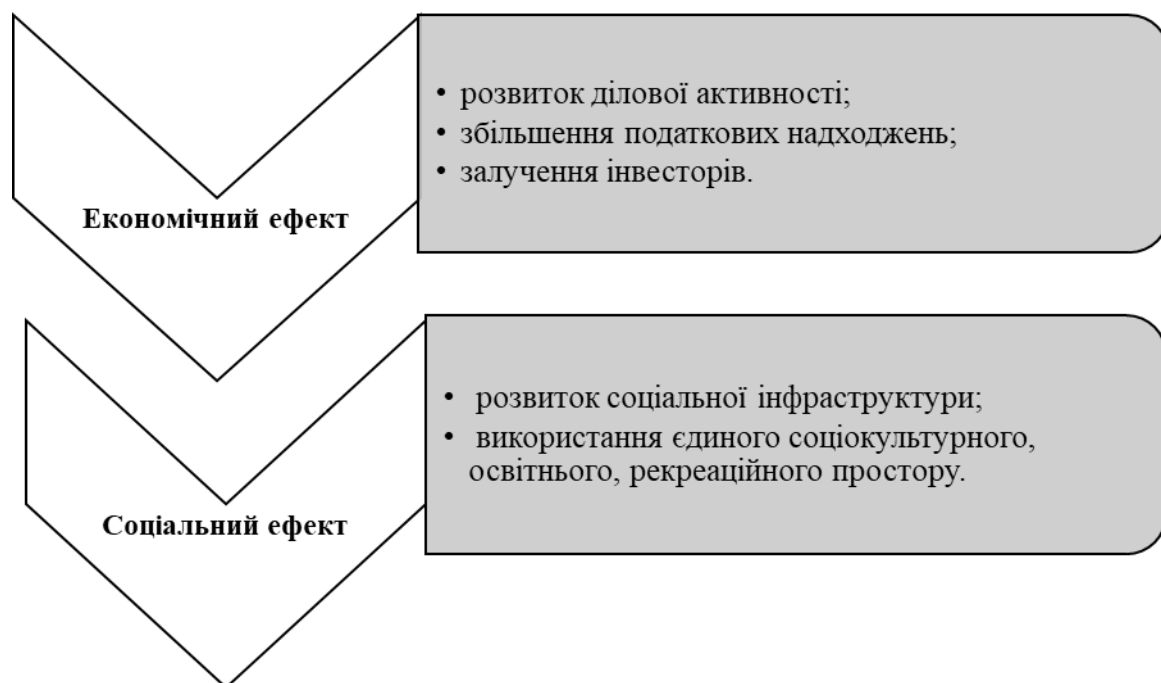 • розвиток ділової активності;
• збільшення податкових надходжень;
• залучення інвесторів.
Економічний ефект
• розвиток соціальної інфраструктури;
• використання єдиного соціокультурного,
освітнього, рекреаційного простору.
Соціальний ефект